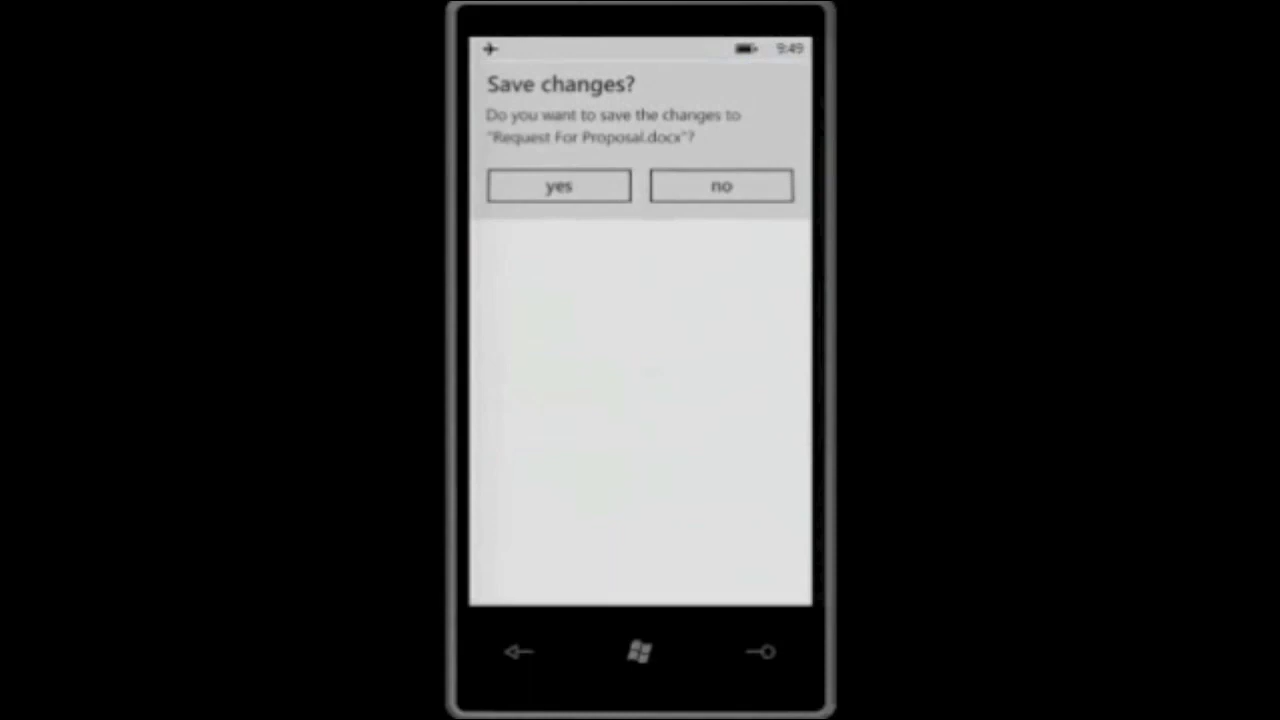 9:49
Save changes?
Do you want to save the changes to
"Request For Proposal.docx"?
yes
no